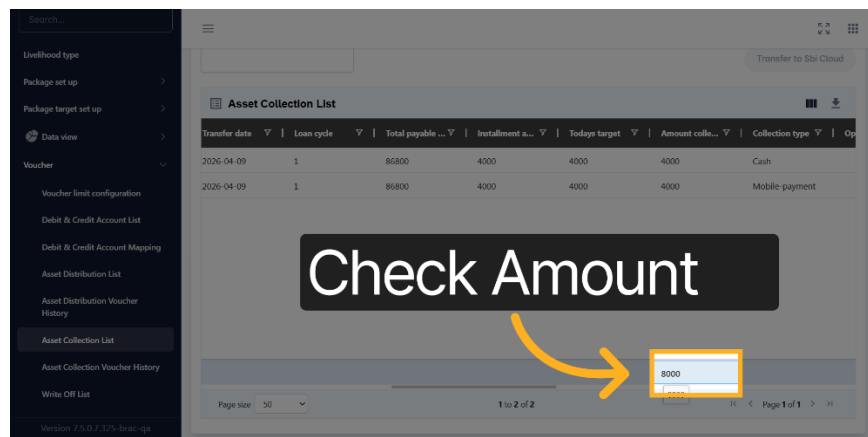 Search...
Livelihood type
Package set up
Package target set up
Data view
Voucher
Voucher limit configuration
Debit & Credit Account List
Debit & Credit Account Mapping
Asset Distribution List
Asset Distribution Voucher
History
Asset Collection List
Asset Collection Voucher History
Write Off List
Version 7.5.0.7.325-brac-qa
Transfer to Sbi Cloud
Asset Collection List
Transfer date | Loan cycle | Total payable ... | Installment a... | Todays target | Amount colle... | Collection type | Op
2026-04-09 1 86800 4000 4000 4000 Cash
2026-04-09 1 86800 4000 4000 4000 Mobile-payment
Check Amount
8000
Page size 50 1 to 2 of 2 Page 1 of 1